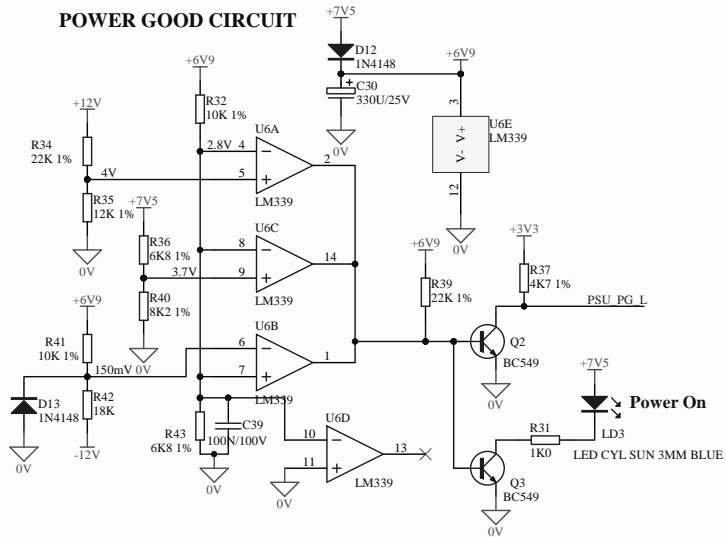 POWER GOOD CIRCUIT
+7V5
D12
1N4148
+6V9
+6V9
C30
330U/25V
+
0V
R32
10K 1%
+12V
3
U6E
LM339
V+
V-
12
0V
R34
22K 1%
U6A
2.8V 4
2
4V
5
LM339
R35
12K 1%
0V
+7V5
R36
6K8 1%
U6C
8
14
3.7V
9
LM339
R40
8K2 1%
0V
+6V9
R39
22K 1%
+3V3
R37
4K7 1%
PSU_PG_L
+6V9
R41
10K 1%
U6B
6
1
150mV
7
LM339
Q2
BC549
0V
D13
1N4148
0V
R42
18K
-12V
R43
6K8 1%
C39
100N/100V
0V
U6D
10
13
11
LM339
0V
+7V5
Power On
LD3
LED CYL SUN 3MM BLUE
R31
1K0
Q3
BC549
0V